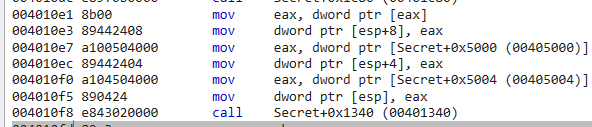 004010e1 8b00 mov eax, dword ptr [eax]
004010e3 89442408 mov dword ptr [esp+8], eax
004010e7 a100504000 mov eax, dword ptr [Secret+0x5000 (00405000)]
004010ec 89442404 mov dword ptr [esp+4], eax
004010f0 a104504000 mov eax, dword ptr [Secret+0x5004 (00405004)]
004010f5 890424 mov dword ptr [esp], eax
004010f8 e843020000 call Secret+0x1340 (00401340)